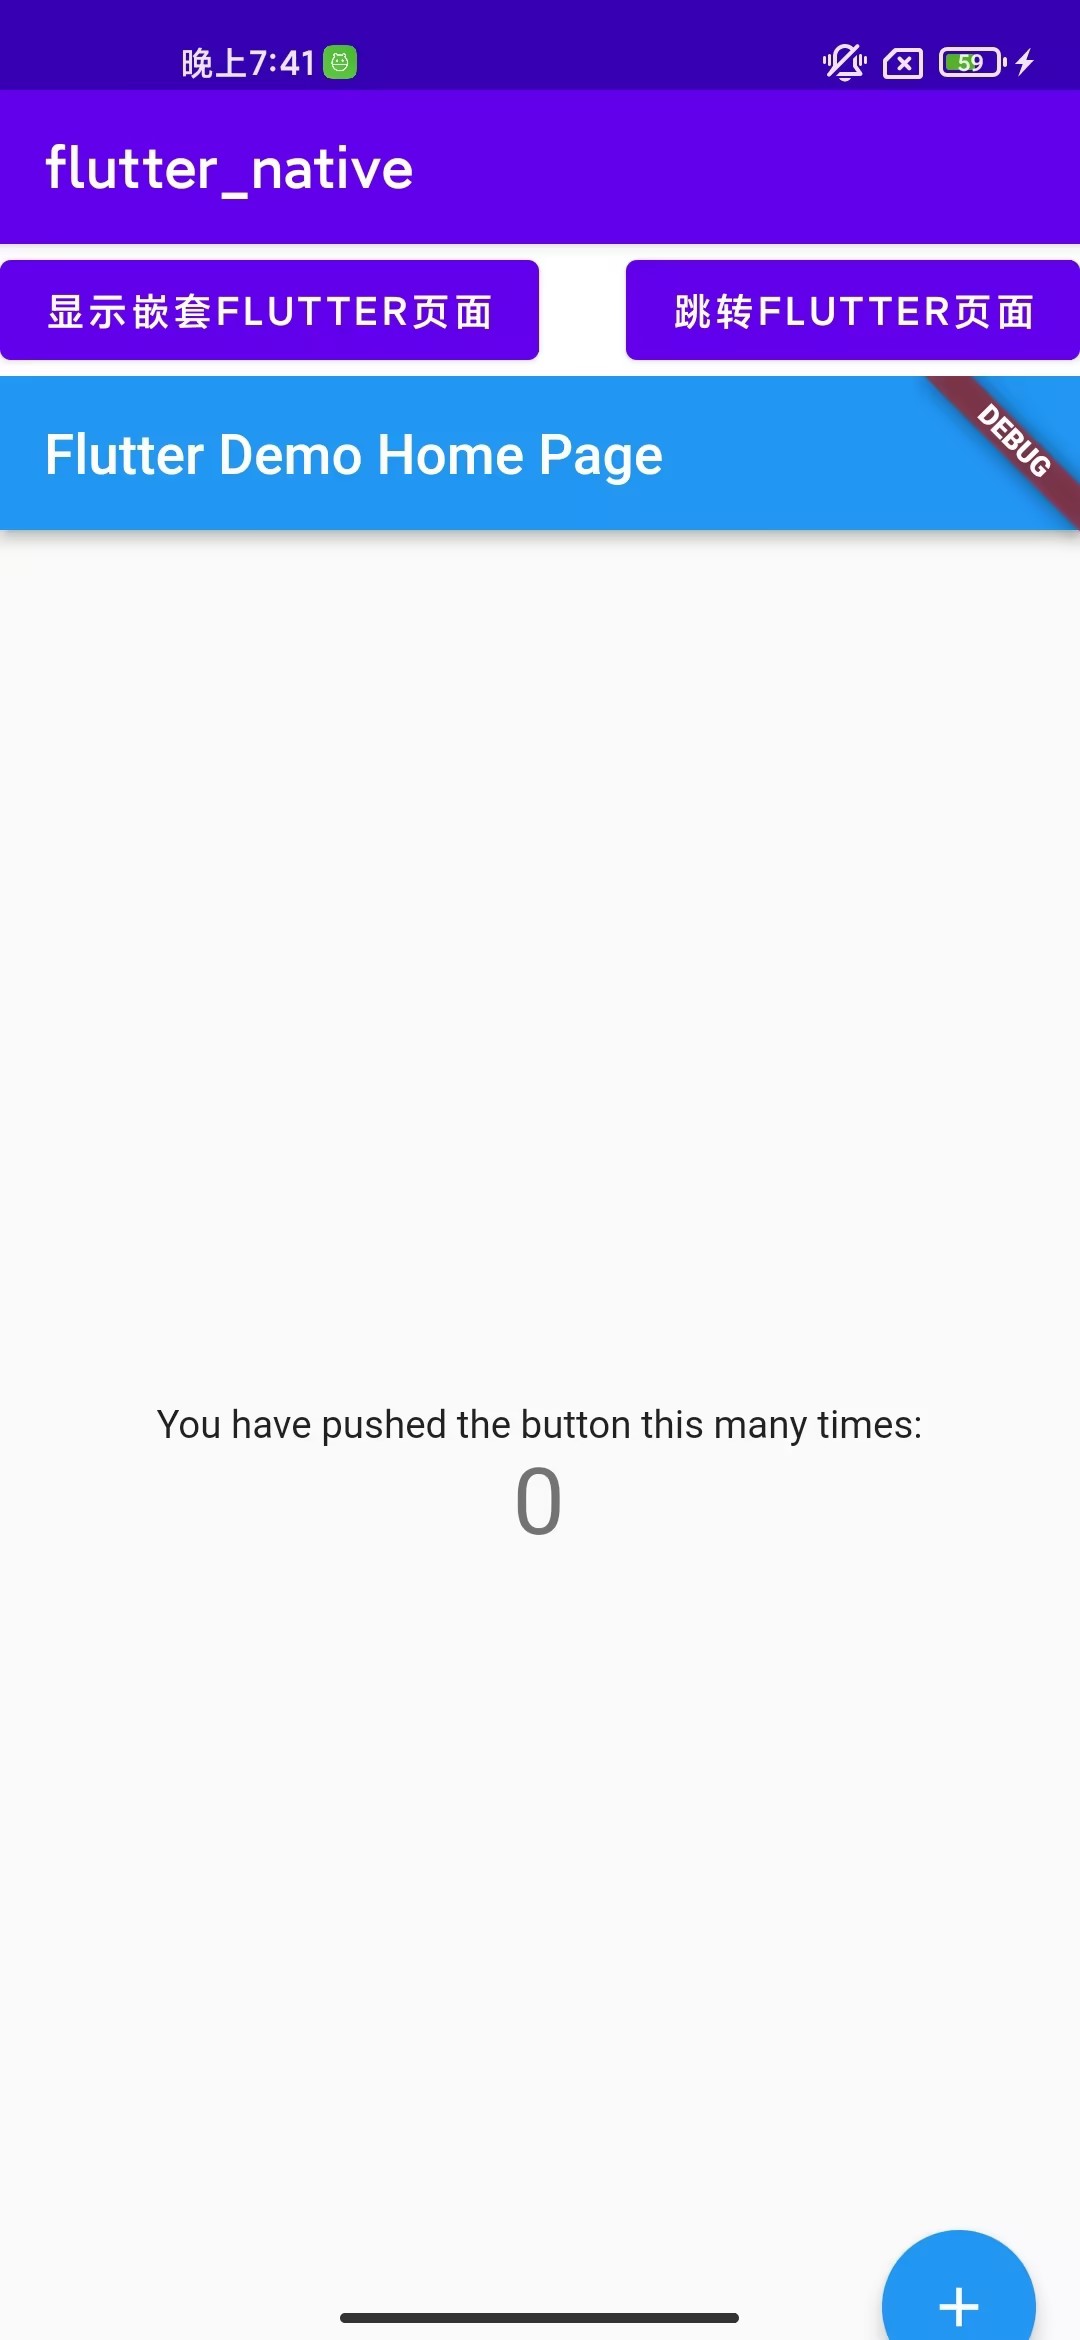 晚上7:41
59
flutter_native
显示嵌套FLUTTER页面
跳转FLUTTER页面
Flutter Demo Home Page
DEBUG
You have pushed the button this many times:
0